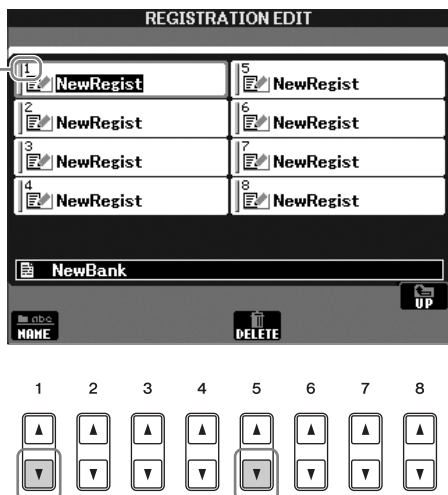 REGISTRATION EDIT
1 NewRegist
5 NewRegist
2 NewRegist
6 NewRegist
3 NewRegist
7 NewRegist
4 NewRegist
8 NewRegist
NewBank
UP
abc
NAME
DELETE
1 2 3 4 5 6 7 8